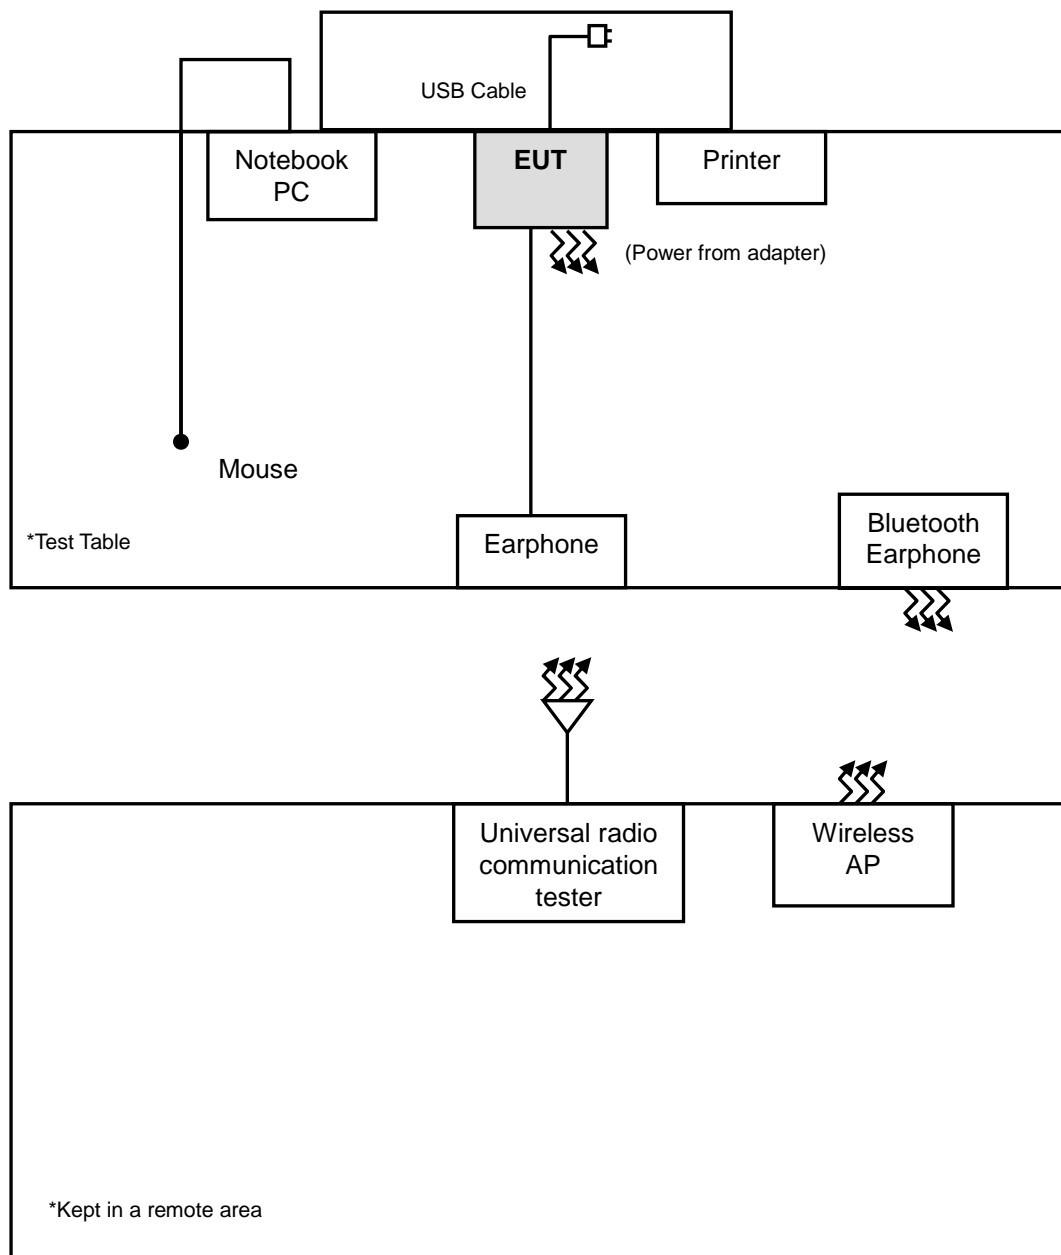 USB Cable
Notebook
PC
EUT
Printer
(Power from adapter)
Mouse
*Test Table
Earphone
Bluetooth
Earphone
Universal radio
communication
tester
Wireless
AP
*Kept in a remote area